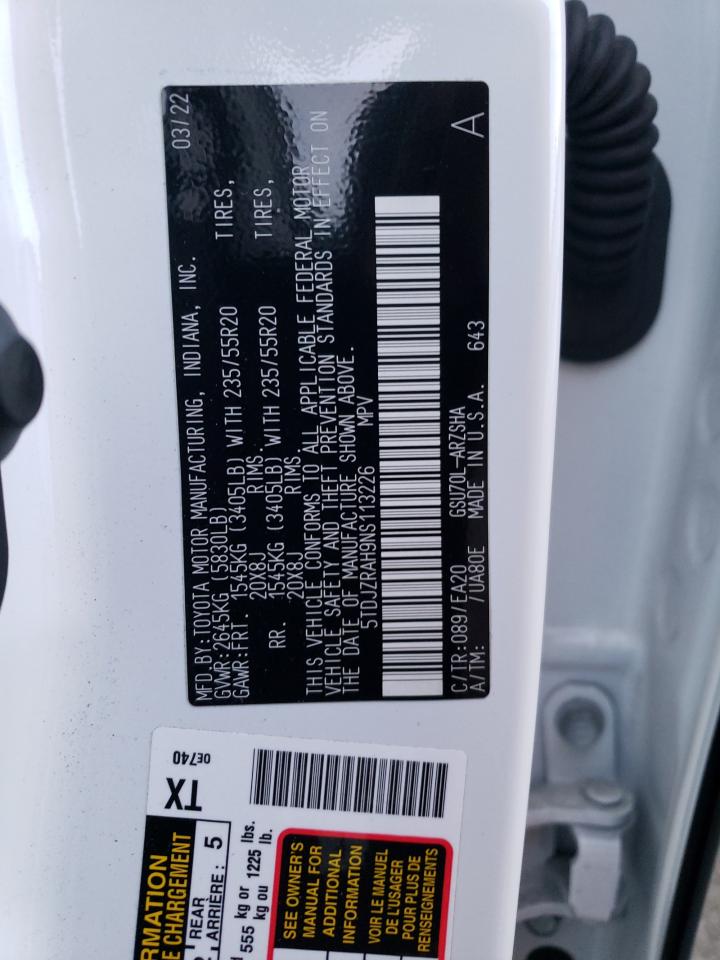 MFD.BY:TOYOTA MOTOR MANUFACTURING, INDIANA, INC. 03/22
GVWR:2645KG (5830LB)
GAWR:FRT. 1545KG (3405LB) WITH 235/55R20 TIRES,
20X8J RIMS.
RR. 1545KG (3405LB) WITH 235/55R20 TIRES,
20X8J RIMS.
THIS VEHICLE CONFORMS TO ALL APPLICABLE FEDERAL MOTOR
VEHICLE SAFETY AND THEFT PREVENTION STANDARDS IN EFFECT ON
THE DATE OF MANUFACTURE SHOWN ABOVE.
5TDJZRAH9NS113226 MPV
C/TR:089/EA20 GSU70L-ARZSHA
A/TM: /UA80E MADE IN U.S.A. 643 A
TX 0E740
REAR
ARRIÈRE : 5
555 kg or 1225 lbs.
kg ou lb.
SEE OWNER'S
MANUAL FOR
ADDITIONAL
INFORMATION
VOIR LE MANUEL
DE L'USAGER
POUR PLUS DE
RENSEIGNEMENTS